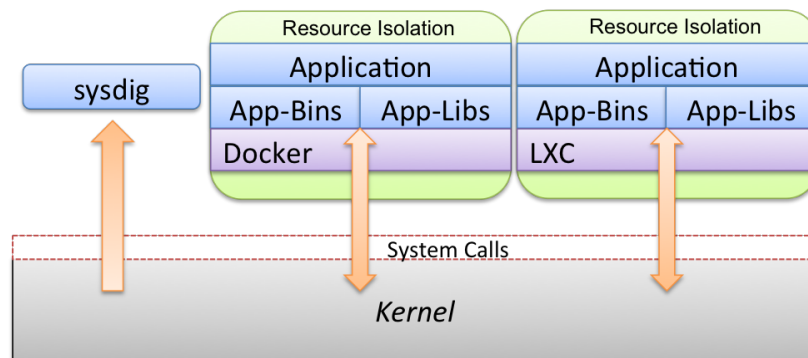 Resource Isolation
Resource Isolation
Application
Application
sysdig
App-Bins
App-Libs
App-Bins
App-Libs
Docker
LXC
System Calls
Kernel